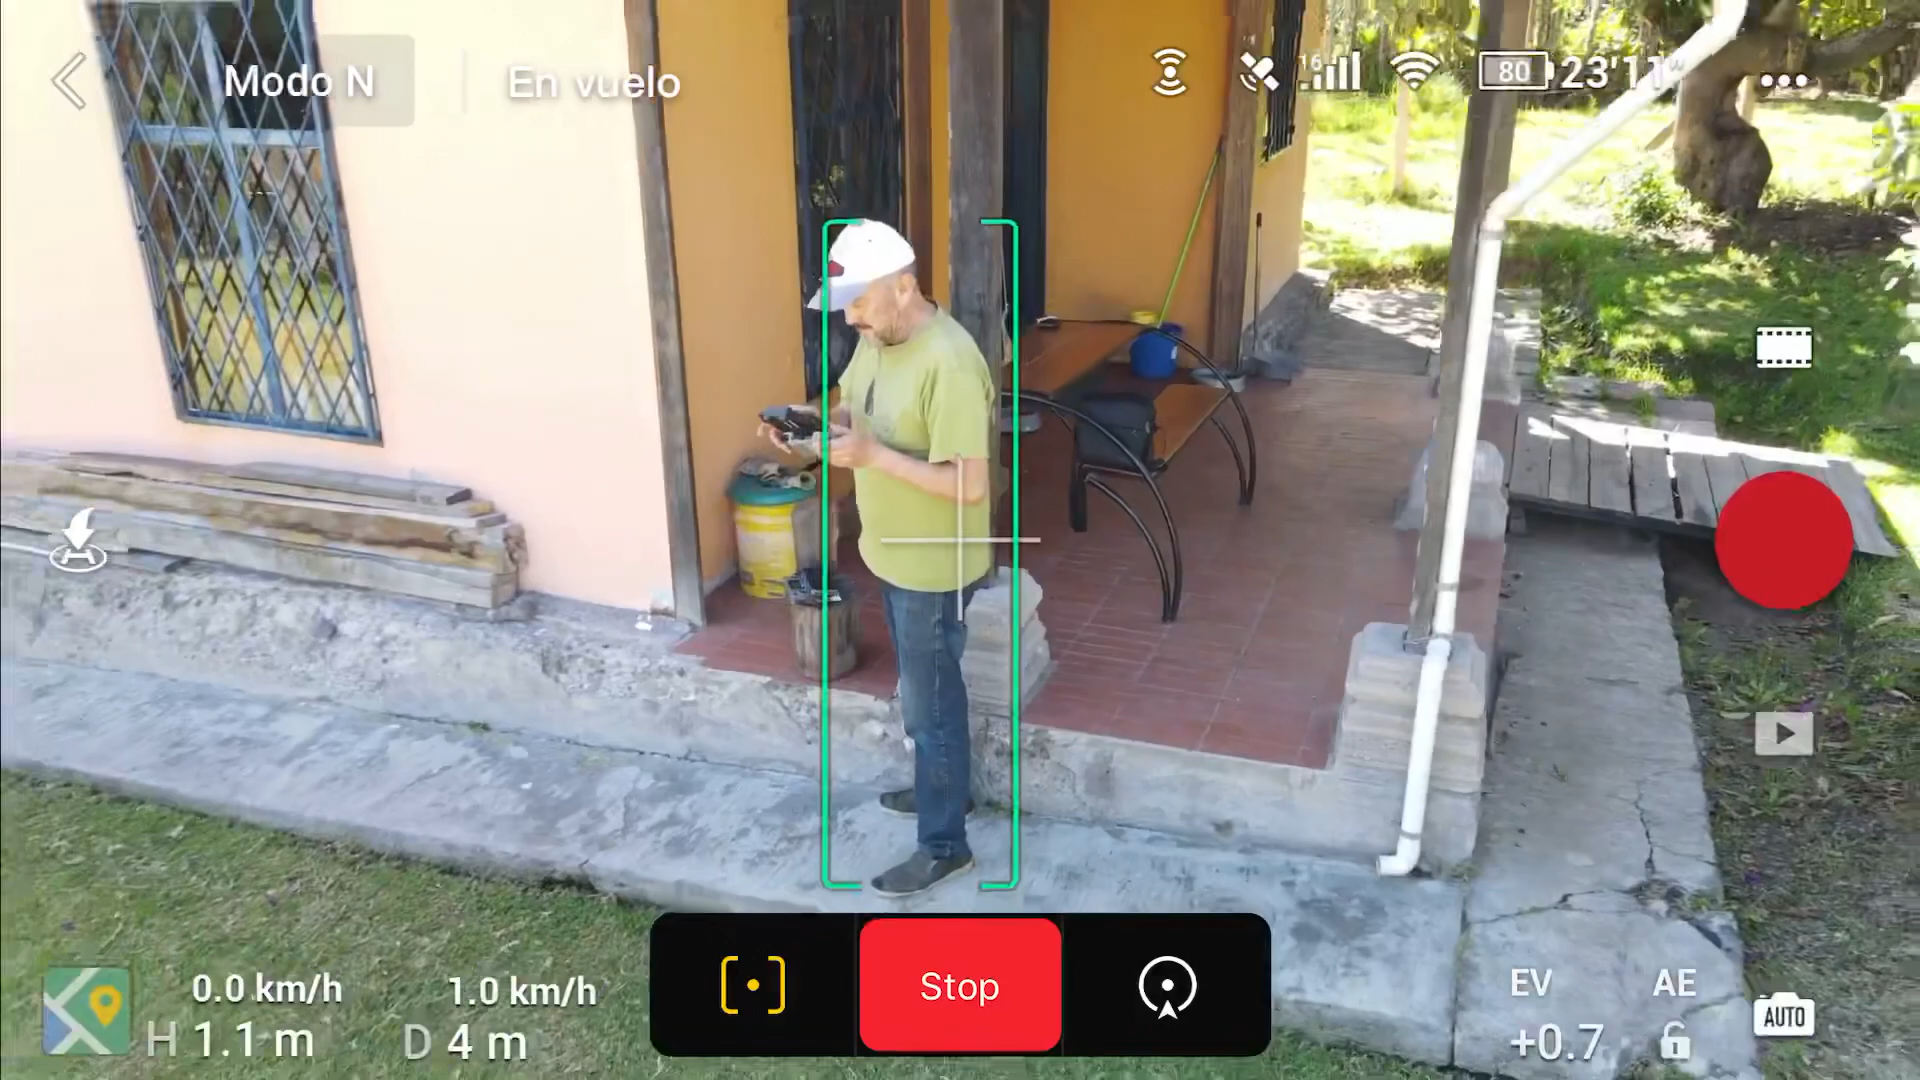 Modo N
En vuelo
16
80
23'11"
Stop
0.0 km/h
1.0 km/h
H 1.1 m
D 4 m
EV
AE
+0.7
AUTO